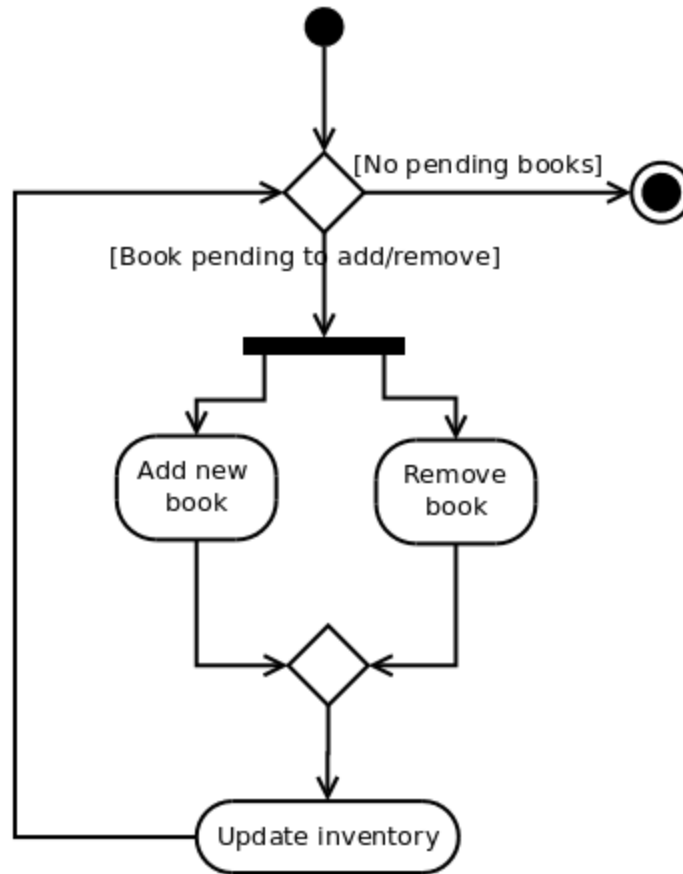 [No pending books]
[Book pending to add/remove]
Add new
book
Remove
book
Update inventory